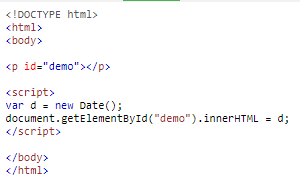 <!DOCTYPE html>
<html>
<body>
<p id="demo"></p>
<script>
var d = new Date();
document.getElementById("demo").innerHTML = d;
</script>
</body>
</html>